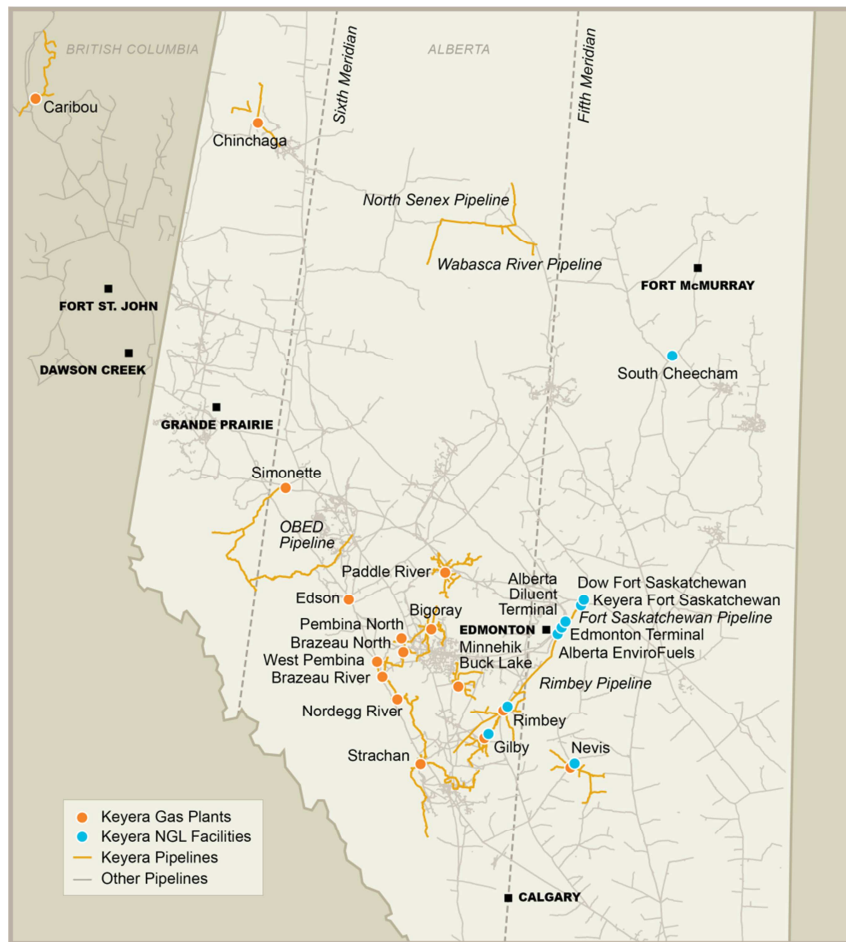 BRITISH COLUMBIA
ALBERTA
Sixth Meridian
Fifth Meridian
Caribou
Chinchaga
North Senex Pipeline
Wabasca River Pipeline
FORT McMURRAY
FORT ST. JOHN
DAWSON CREEK
South Cheecham
GRANDE PRAIRIE
Simonette
OBED
Pipeline
Paddle River
Alberta
Diluent
Terminal
Dow Fort Saskatchewan
Keyera Fort Saskatchewan
Fort Saskatchewan Pipeline
Edmonton Terminal
Alberta EnviroFuels
Edson
Bigoray
Pembina North
EDMONTON
Brazeau North
Minnehik
Buck Lake
West Pembina
Brazeau River
Rimbey Pipeline
Nordegg River
Rimbey
Gilby
Nevis
Strachan
Keyera Gas Plants
Keyera NGL Facilities
Keyera Pipelines
Other Pipelines
CALGARY